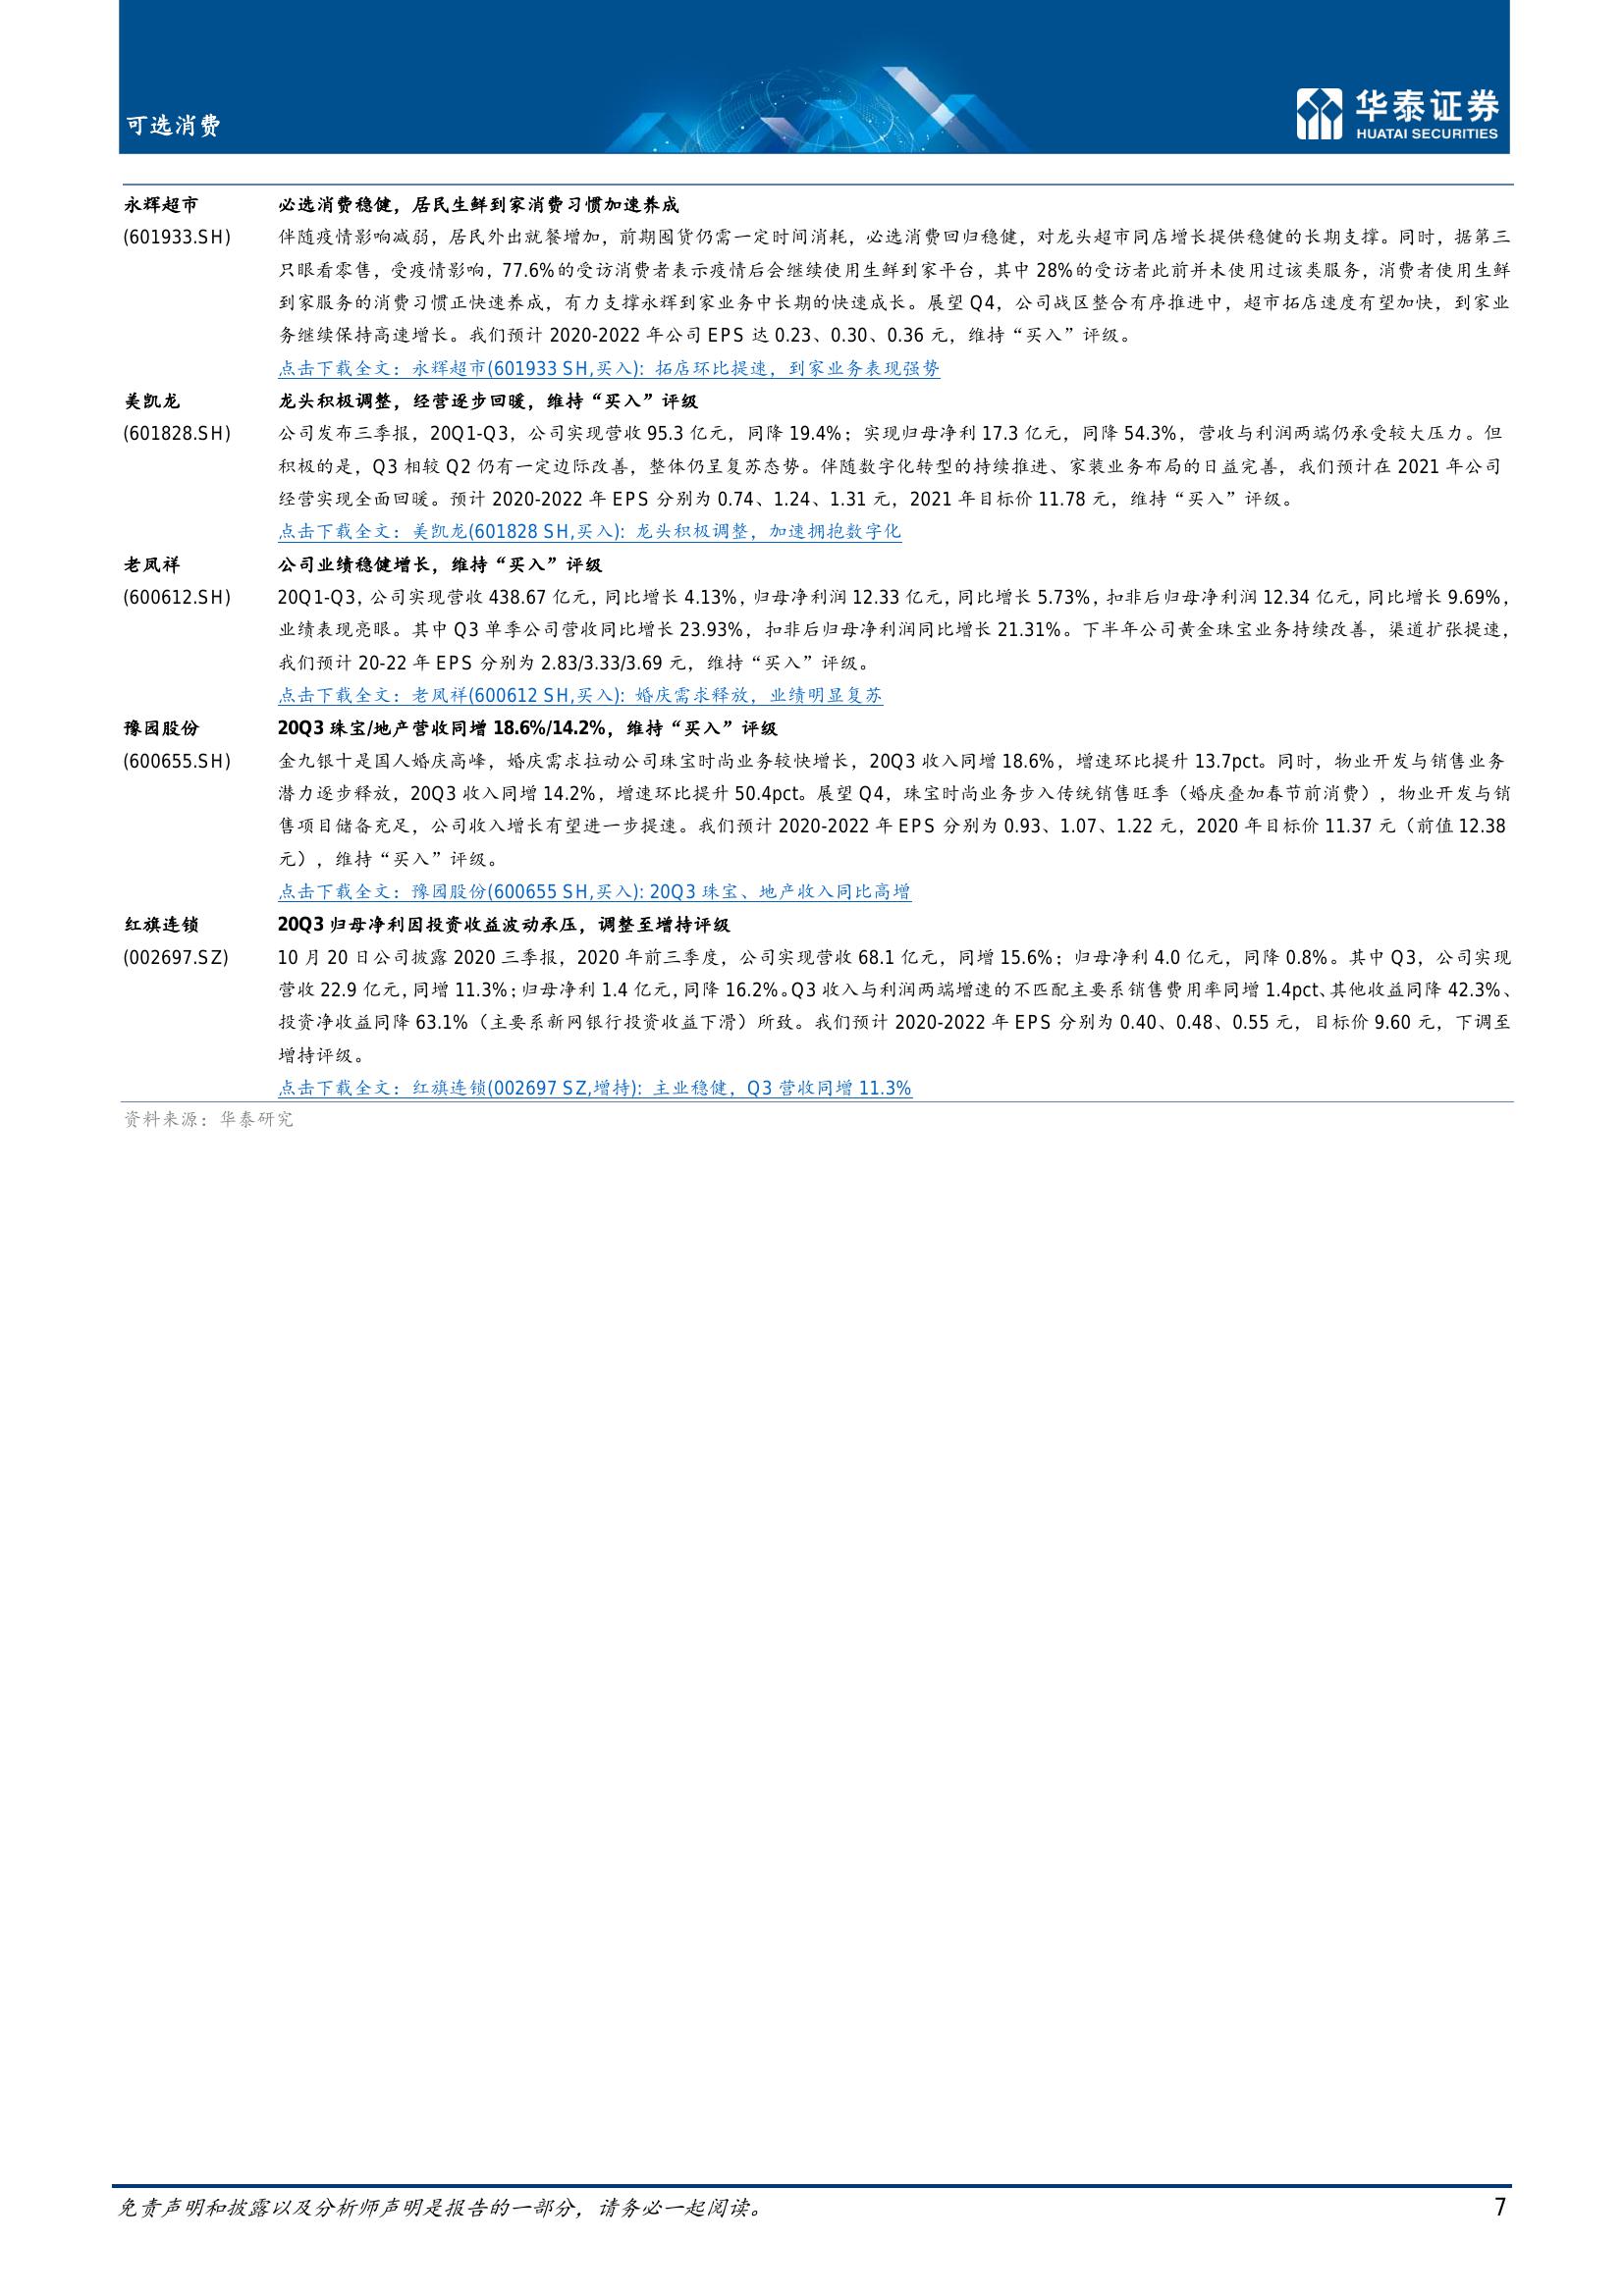 可选消费
华泰证券
HUATAI SECURITIES
永辉超市 必选消费稳健，居民生鲜到家消费习惯加速养成
(601933.SH) 伴随疫情影响减弱，居民外出就餐增加，前期囤货仍需一定时间消耗，必选消费回归稳健，对龙头超市同店增长提供稳健的长期支撑。同时，据第三
只眼看零售，受疫情影响，77.6%的受访消费者表示疫情后会继续使用生鲜到家平台，其中 28%的受访者此前并未使用过该类服务，消费者使用生鲜
到家服务的消费习惯正快速养成，有力支撑永辉到家业务中长期的快速成长。展望 Q4，公司战区整合有序推进中，超市拓店速度有望加快，到家业
务继续保持高速增长。我们预计 2020-2022 年公司 EPS 达 0.23、0.30、0.36 元，维持“买入”评级。
点击下载全文：永辉超市(601933 SH,买入): 拓店环比提速，到家业务表现强势
美凯龙 龙头积极调整，经营逐步回暖，维持“买入”评级
(601828.SH) 公司发布三季报，20Q1-Q3，公司实现营收 95.3 亿元，同降 19.4%；实现归母净利 17.3 亿元，同降 54.3%，营收与利润两端仍承受较大压力。但
积极的是，Q3 相较 Q2 仍有一定边际改善，整体仍呈复苏态势。伴随数字化转型的持续推进、家装业务布局的日益完善，我们预计在 2021 年公司
经营实现全面回暖。预计 2020-2022 年 EPS 分别为 0.74、1.24、1.31 元，2021 年目标价 11.78 元，维持“买入”评级。
点击下载全文：美凯龙(601828 SH,买入): 龙头积极调整，加速拥抱数字化
老凤祥 公司业绩稳健增长，维持“买入”评级
(600612.SH) 20Q1-Q3，公司实现营收 438.67 亿元，同比增长 4.13%，归母净利润 12.33 亿元，同比增长 5.73%，扣非后归母净利润 12.34 亿元，同比增长 9.69%，
业绩表现亮眼。其中 Q3 单季公司营收同比增长 23.93%，扣非后归母净利润同比增长 21.31%。下半年公司黄金珠宝业务持续改善，渠道扩张提速，
我们预计 20-22 年 EPS 分别为 2.83/3.33/3.69 元，维持“买入”评级。
点击下载全文：老凤祥(600612 SH,买入): 婚庆需求释放，业绩明显复苏
豫园股份 20Q3 珠宝/地产营收同增 18.6%/14.2%，维持“买入”评级
(600655.SH) 金九银十是国人婚庆高峰，婚庆需求拉动公司珠宝时尚业务较快增长，20Q3 收入同增 18.6%，增速环比提升 13.7pct。同时，物业开发与销售业务
潜力逐步释放，20Q3 收入同增 14.2%，增速环比提升 50.4pct。展望 Q4，珠宝时尚业务步入传统销售旺季（婚庆叠加春节前消费），物业开发与销
售项目储备充足，公司收入增长有望进一步提速。我们预计 2020-2022 年 EPS 分别为 0.93、1.07、1.22 元，2020 年目标价 11.37 元（前值 12.38
元），维持“买入”评级。
点击下载全文：豫园股份(600655 SH,买入): 20Q3 珠宝、地产收入同比高增
红旗连锁 20Q3 归母净利因投资收益波动承压，调整至增持评级
(002697.SZ) 10 月 20 日公司披露 2020 三季报，2020 年前三季度，公司实现营收 68.1 亿元，同增 15.6%；归母净利 4.0 亿元，同降 0.8%。其中 Q3，公司实现
营收 22.9 亿元，同增 11.3%；归母净利 1.4 亿元，同降 16.2%。Q3 收入与利润两端增速的不匹配主要系销售费用率同增 1.4pct、其他收益同降 42.3%、
投资净收益同降 63.1%（主要系新网银行投资收益下滑）所致。我们预计 2020-2022 年 EPS 分别为 0.40、0.48、0.55 元，目标价 9.60 元，下调至
增持评级。
点击下载全文：红旗连锁(002697 SZ,增持): 主业稳健，Q3 营收同增 11.3%
资料来源：华泰研究
免责声明和披露以及分析师声明是报告的一部分，请务必一起阅读。 7